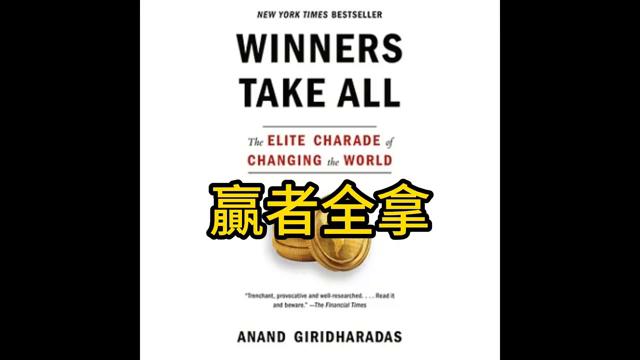 NEW YORK TIMES BESTSELLER
WINNERS
TAKE ALL
The ELITE CHARADE of
CHANGING the WORLD
赢者全拿
"Trenchant, provocative and well-researched. . . . Read it
and beware." —The Financial Times
ANAND GIRIDHARADAS